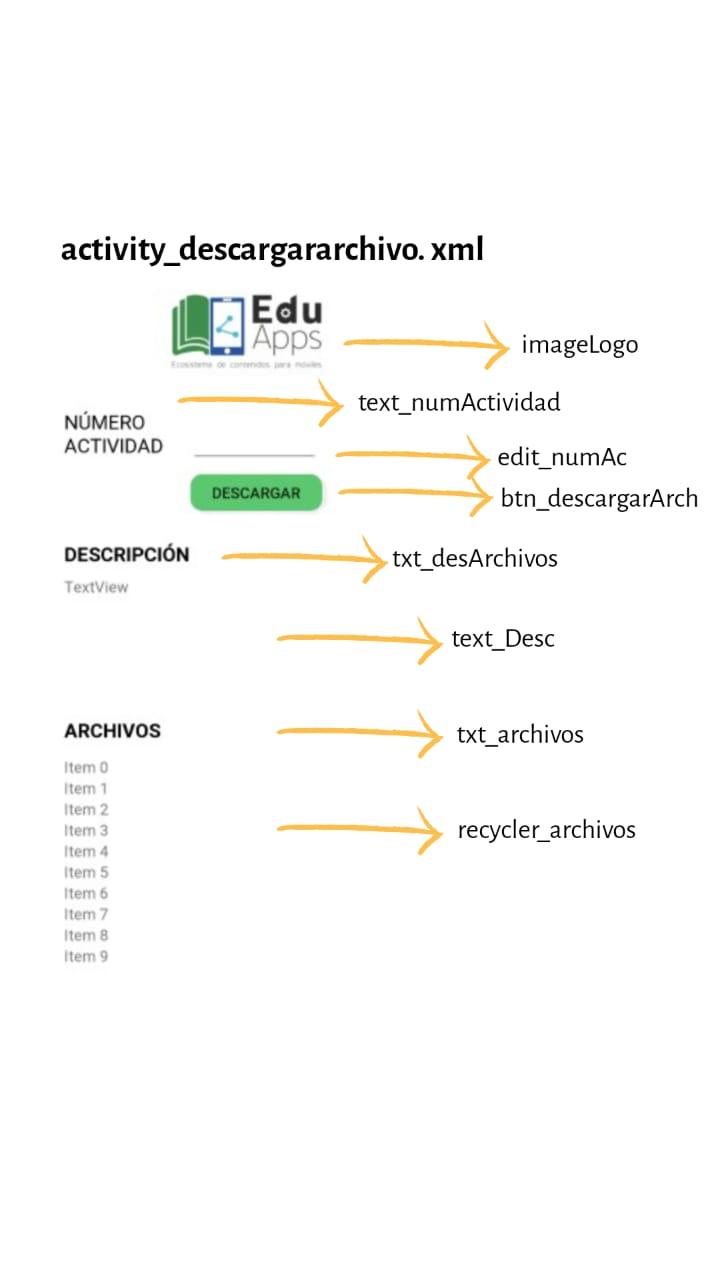 activity_descargararchivo. xml
Edu
Apps
Ecosistema de contenidos para móviles
imageLogo
text_numActividad
NÚMERO
ACTIVIDAD
edit_numAc
DESCARGAR
btn_descargarArch
DESCRIPCIÓN
txt_desArchivos
TextView
text_Desc
ARCHIVOS
txt_archivos
Item 0
Item 1
Item 2
Item 3
recycler_archivos
Item 4
Item 5
Item 6
Item 7
Item 8
Item 9